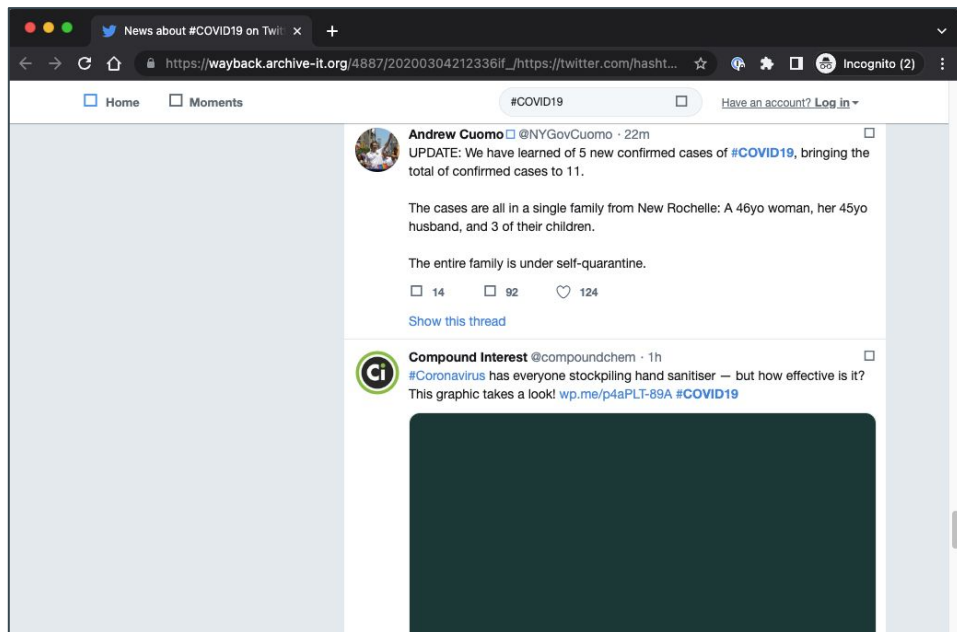 News about #COVID19 on Twit
https://wayback.archive-it.org/4887/20200304212336if_/https://twitter.com/hasht...
Incognito (2)
Home
Moments
#COVID19
Have an account? Log in
Andrew Cuomo @NYGovCuomo · 22m
UPDATE: We have learned of 5 new confirmed cases of #COVID19, bringing the
total of confirmed cases to 11.
The cases are all in a single family from New Rochelle: A 46yo woman, her 45yo
husband, and 3 of their children.
The entire family is under self-quarantine.
14 92 124
Show this thread
Compound Interest @compoundchem · 1h
#Coronavirus has everyone stockpiling hand sanitiser — but how effective is it?
This graphic takes a look! wp.me/p4aPLT-89A #COVID19
Ci